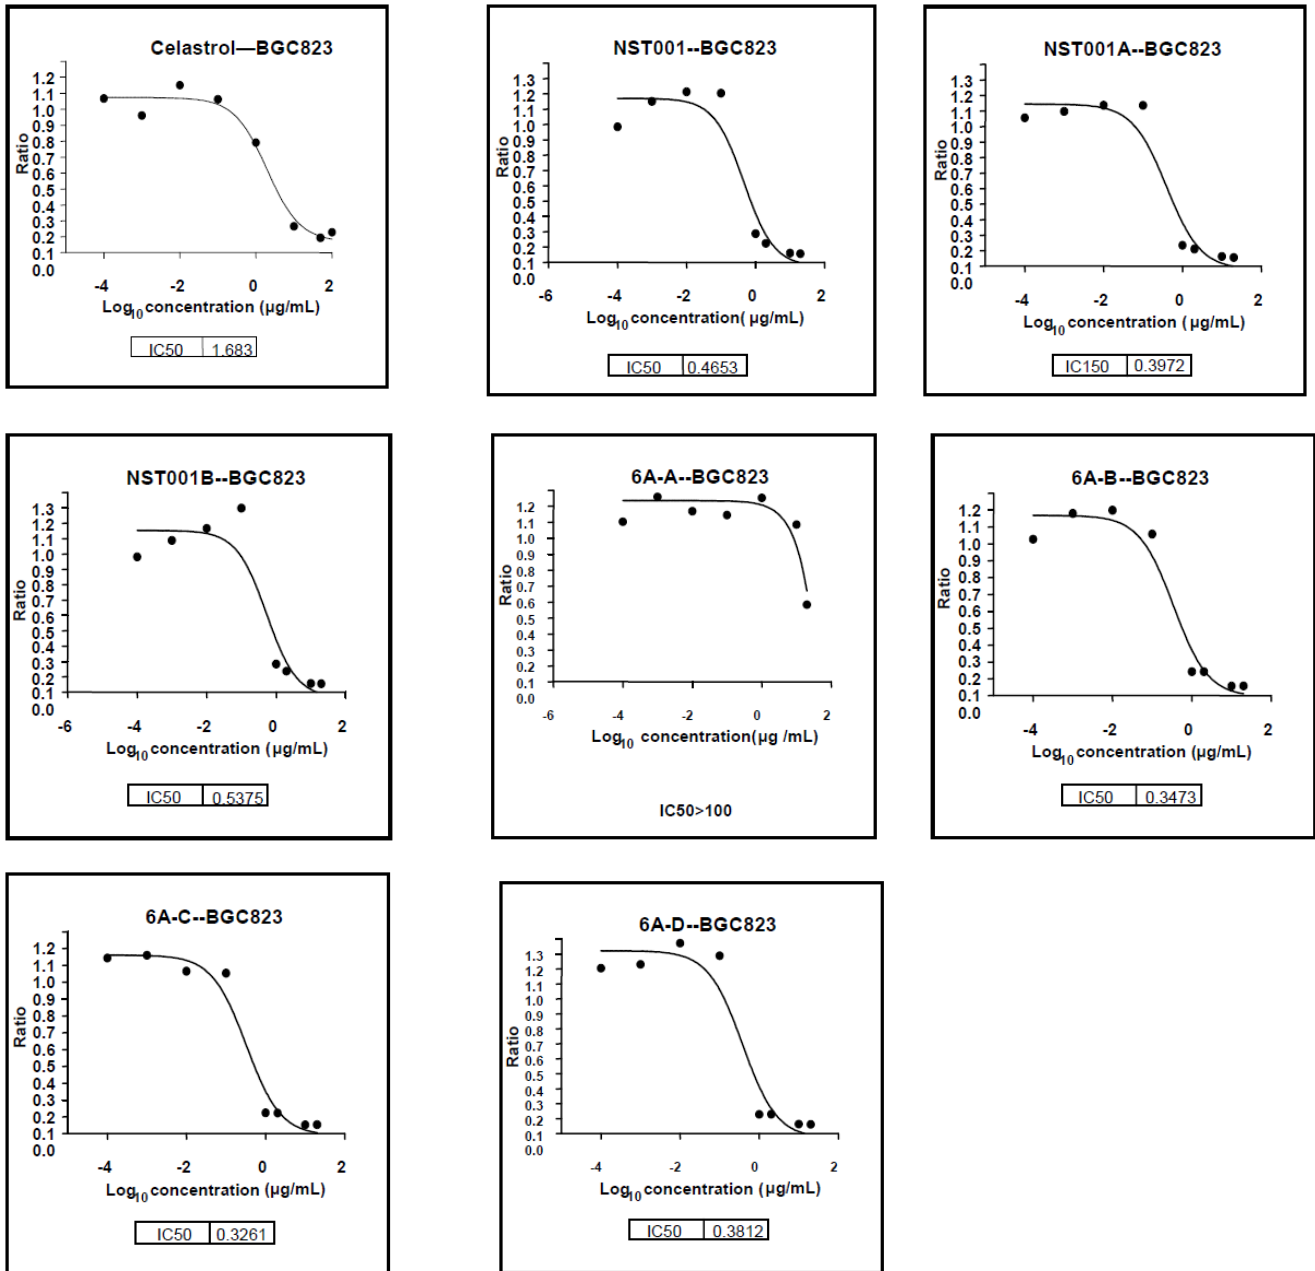 Celastrol—BGC823
1.2
1.1
1.0
0.9
0.8
0.7
0.6
0.5
0.4
0.3
0.2
0.1
0.0
Ratio
-4 -2 0 2
Log10 concentration (µg/mL)
IC50 1.683
NST001--BGC823
1.3
1.2
1.1
1.0
0.9
0.8
0.7
0.6
0.5
0.4
0.3
0.2
0.1
0.0
Ratio
-6 -4 -2 0 2
Log10 concentration( µg/mL)
IC50 0.4653
NST001A--BGC823
1.3
1.2
1.1
1.0
0.9
0.8
0.7
0.6
0.5
0.4
0.3
0.2
0.1
0.0
Ratio
-4 -2 0 2
Log10 concentration ( µg/mL)
IC150 0.3972
NST001B--BGC823
1.3
1.2
1.1
1.0
0.9
0.8
0.7
0.6
0.5
0.4
0.3
0.2
0.1
0.0
Ratio
-6 -4 -2 0 2
Log10 concentration (µg/mL)
IC50 0.5375
6A-A--BGC823
1.2
1.1
1.0
0.9
0.8
0.7
0.6
0.5
0.4
0.3
0.2
0.1
0.0
Ratio
-6 -4 -2 0 2
Log10 concentration(µg /mL)
IC50>100
6A-B--BGC823
1.2
1.1
1.0
0.9
0.8
0.7
0.6
0.5
0.4
0.3
0.2
0.1
0.0
Ratio
-4 -2 0 2
Log10 concentration (µg/mL)
IC50 0.3473
6A-C--BGC823
1.2
1.1
1.0
0.9
0.8
0.7
0.6
0.5
0.4
0.3
0.2
0.1
0.0
Ratio
-4 -2 0 2
Log10 concentration (µg/mL)
IC50 0.3261
6A-D--BGC823
1.3
1.2
1.1
1.0
0.9
0.8
0.7
0.6
0.5
0.4
0.3
0.2
0.1
0.0
Ratio
-4 -2 0 2
Log10 concentration (µg/mL)
IC50 0.3812